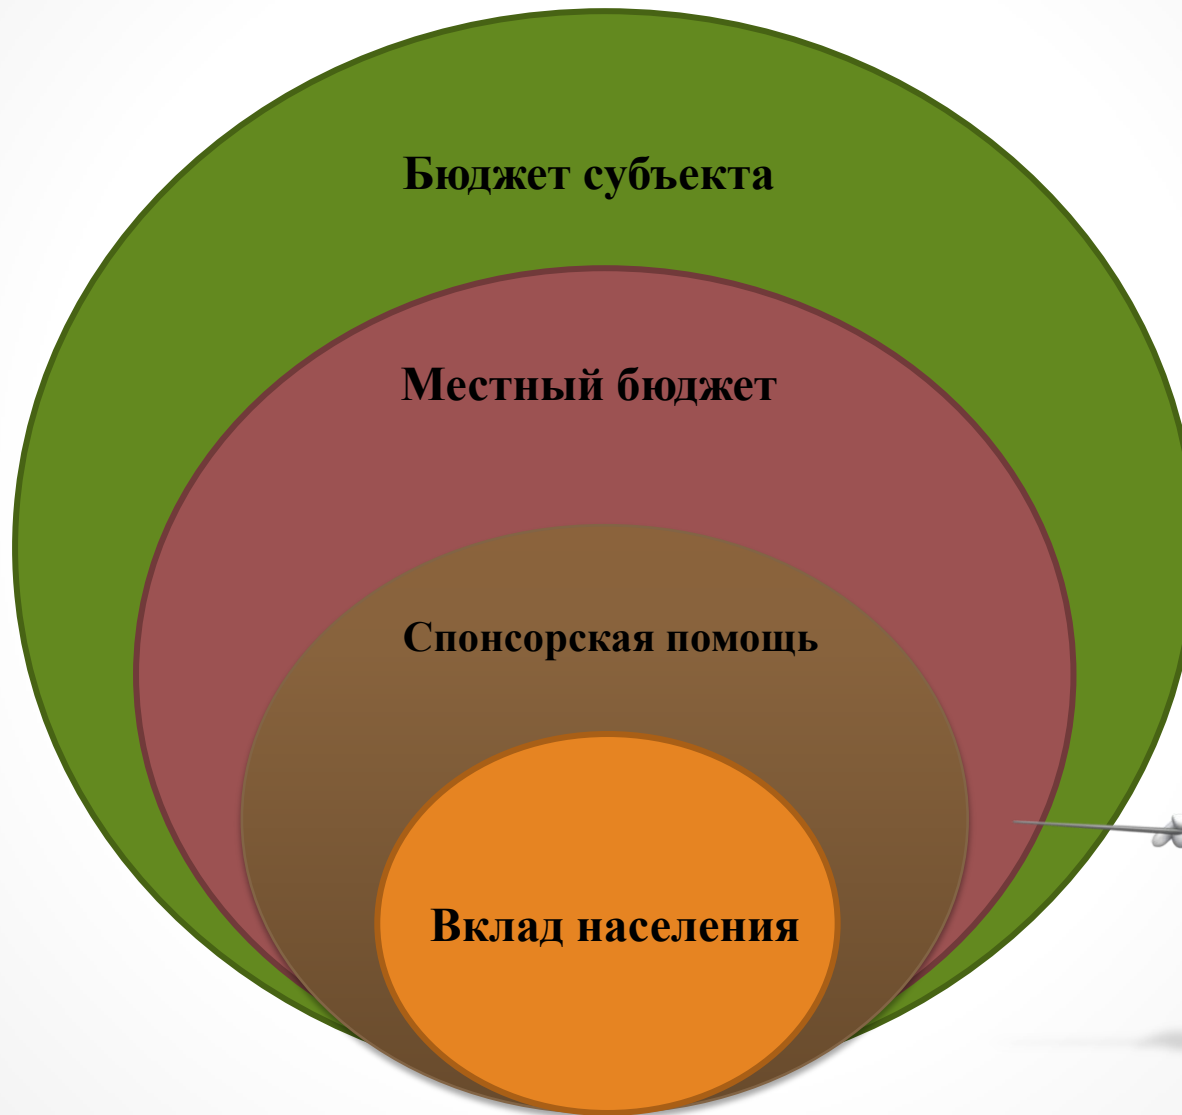 Бюджет субъекта
Местный бюджет
Спонсорская помощь
Вклад населения